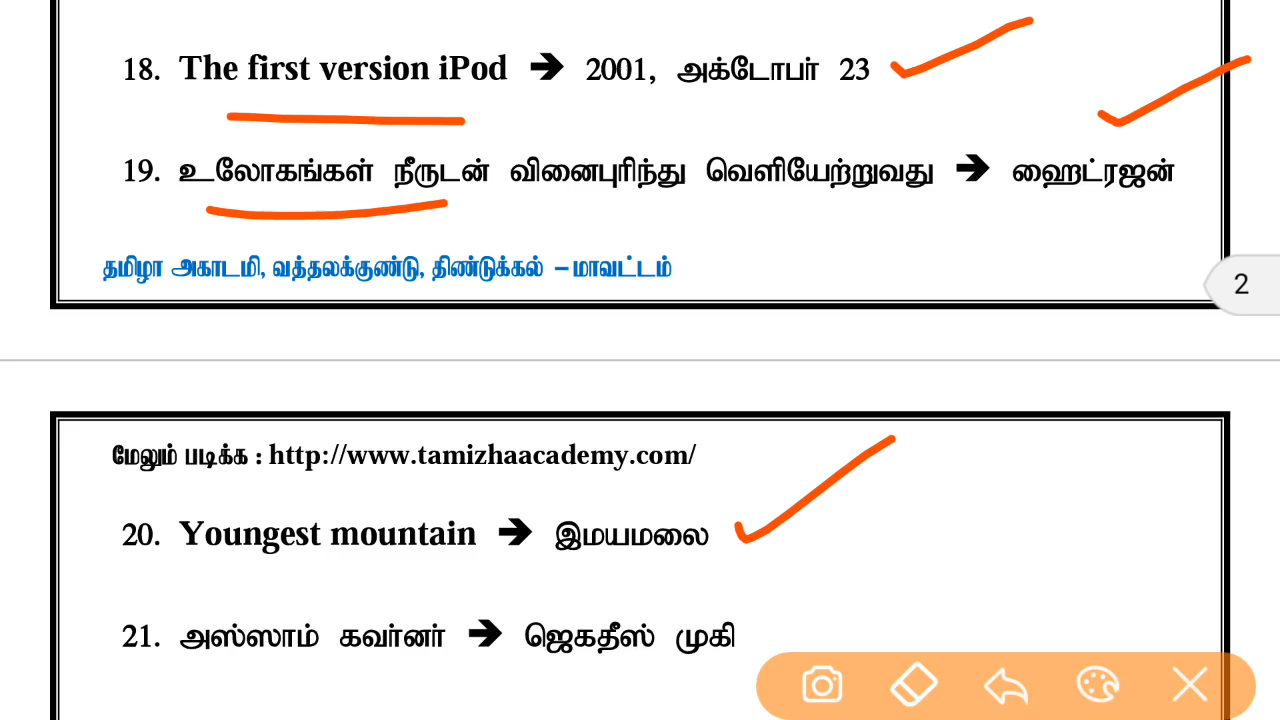 18. The first version iPod ➔ 2001, அக்டோபர் 23
19. உலோகங்கள் நீருடன் வினைபுரிந்து வெளியேற்றுவது ➔ ஹைட்ரஜன்
தமிழா அகாடமி, வத்தலக்குண்டு, திண்டுக்கல் – மாவட்டம்
2
மேலும் படிக்க : http://www.tamizhaacademy.com/
20. Youngest mountain ➔ இமயமலை
21. அஸ்ஸாம் கவர்னர் ➔ ஜெகதீஸ் முகி